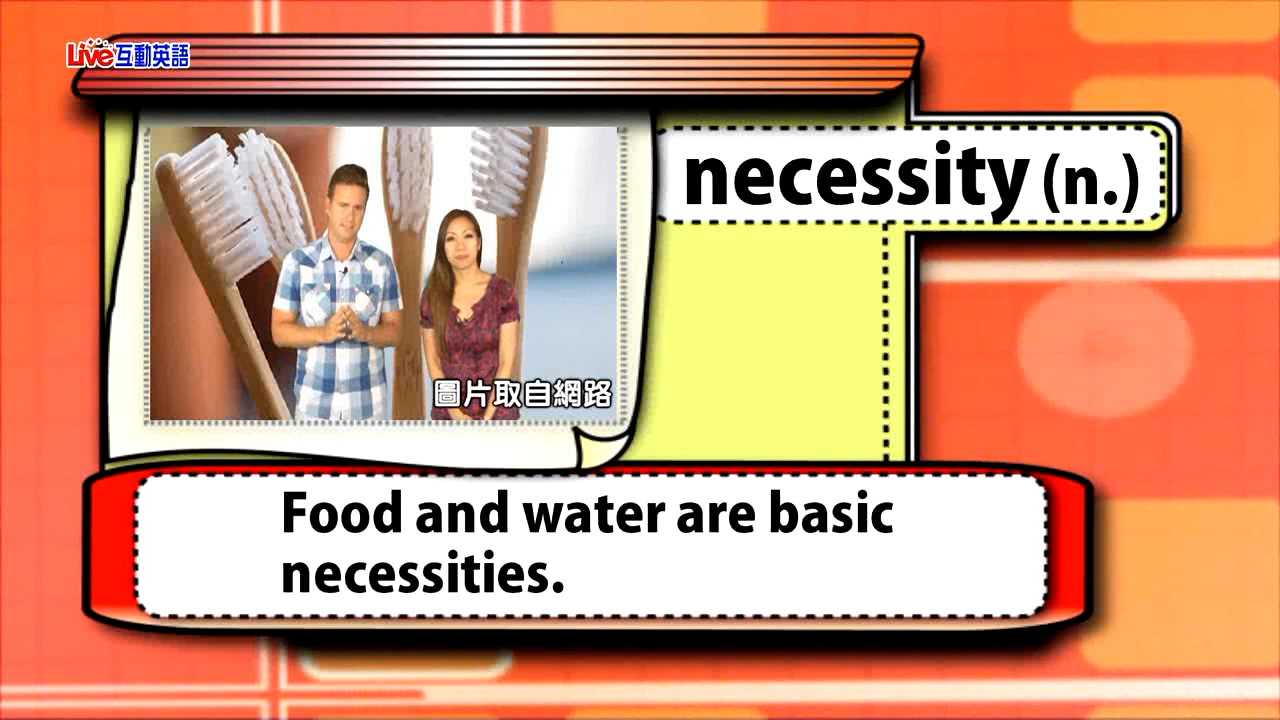 Live互動英語
necessity (n.)
圖片取自網路
Food and water are basic
necessities.